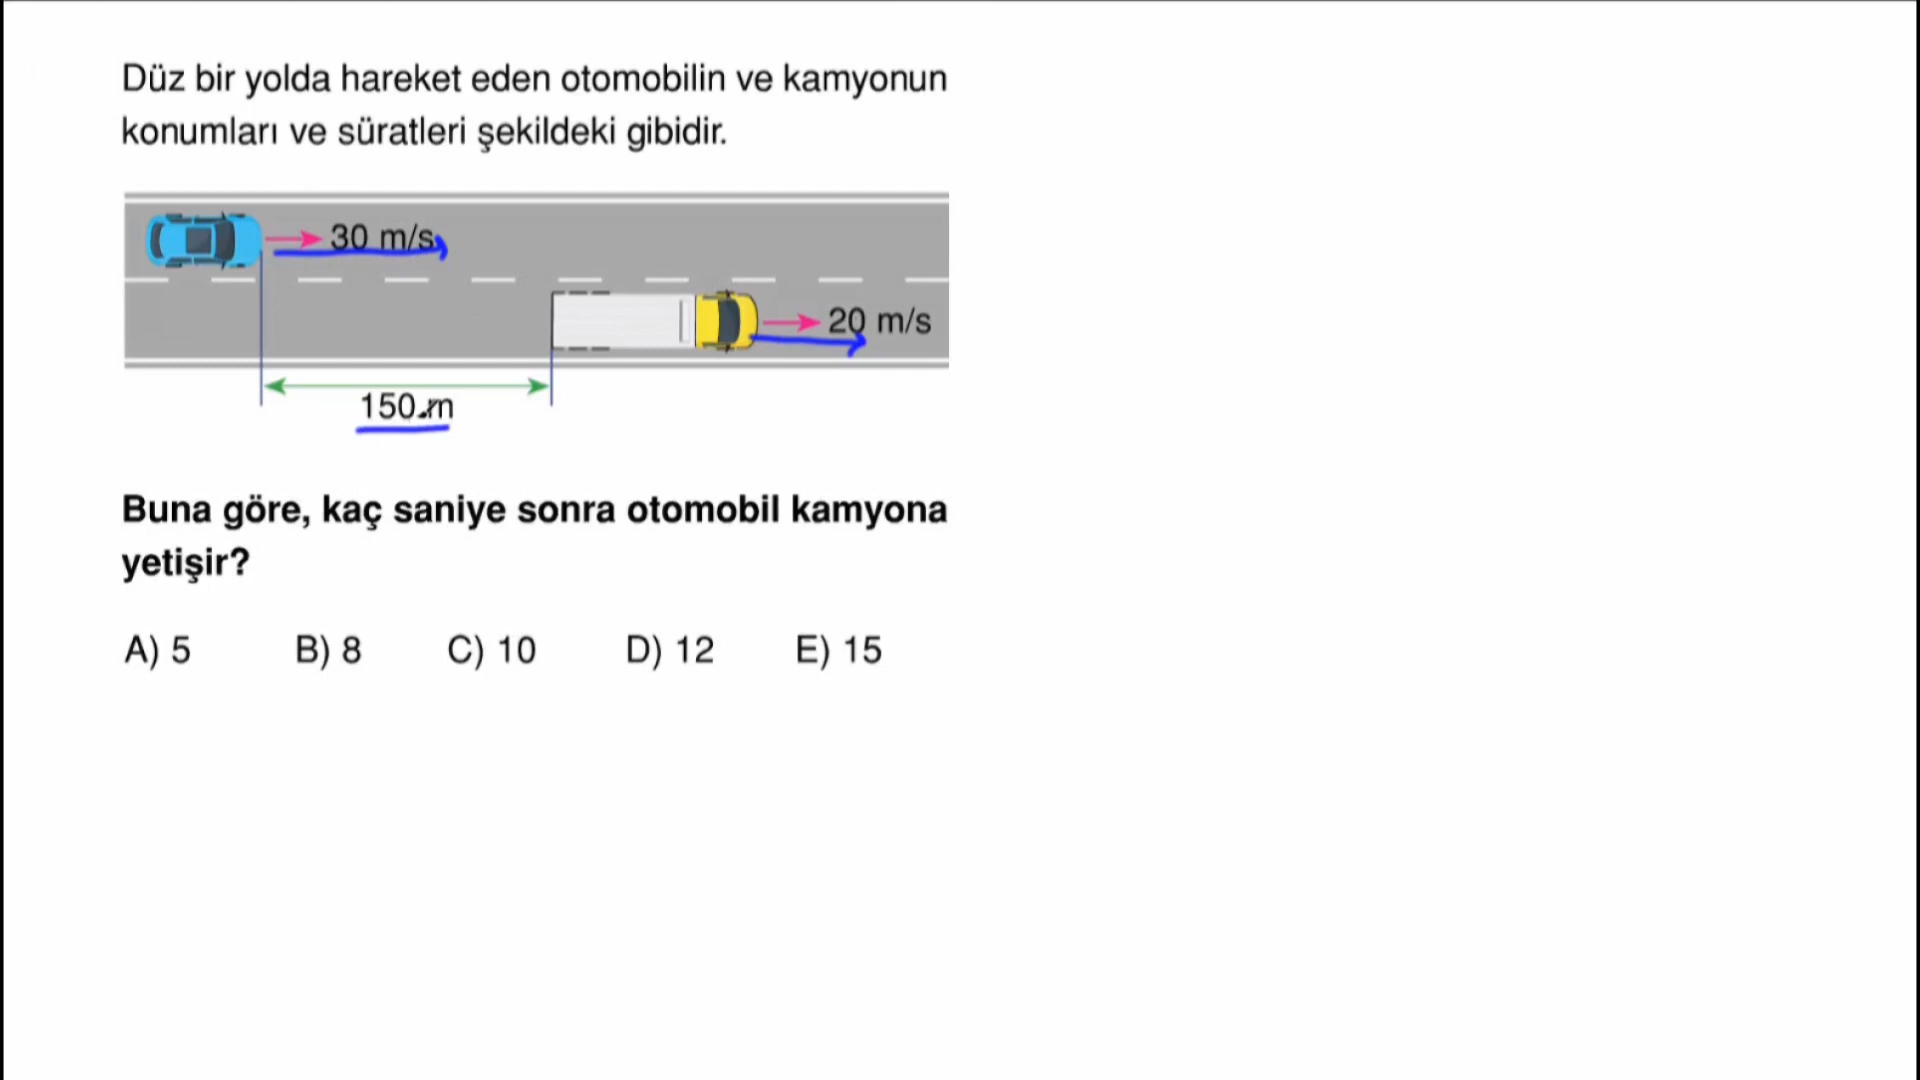 Düz bir yolda hareket eden otomobilin ve kamyonun
konumları ve süratleri şekildeki gibidir.
30 m/s
20 m/s
150 m
Buna göre, kaç saniye sonra otomobil kamyona
yetişir?
A) 5 B) 8 C) 10 D) 12 E) 15